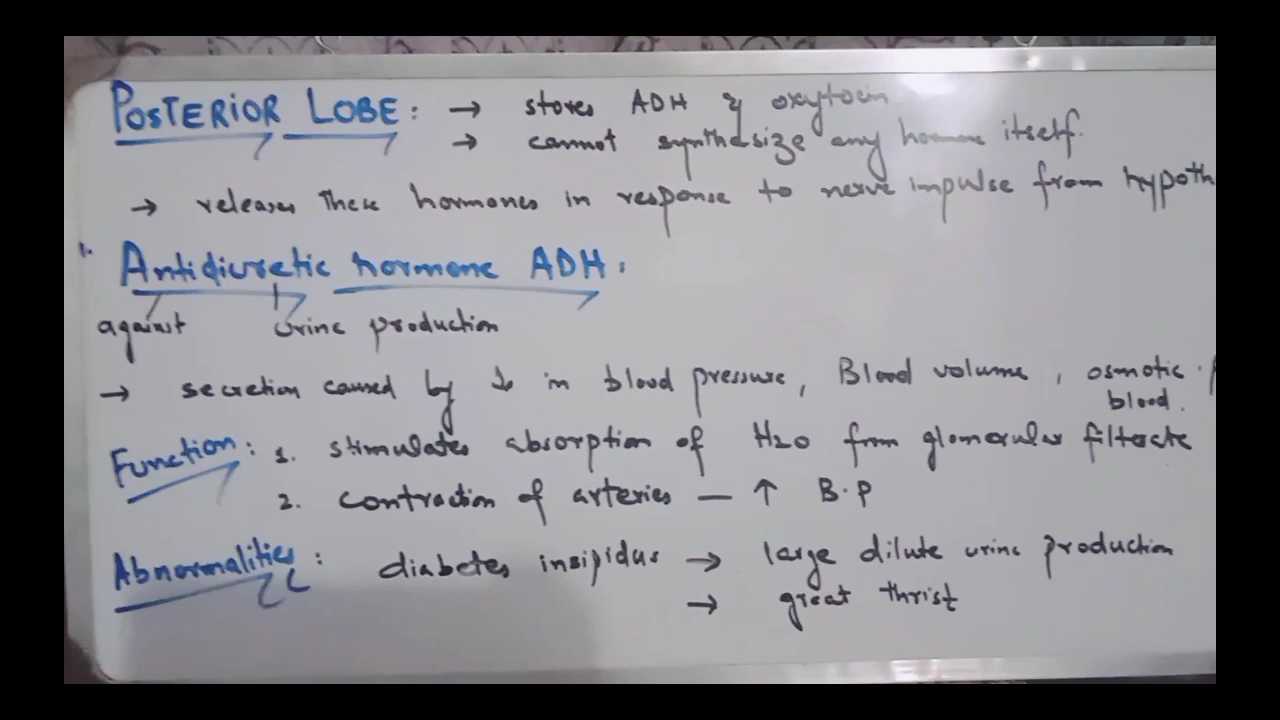 POSTERIOR LOBE: → stores ADH & oxytocin
→ cannot synthesize any hormone itself.
→ releases these hormones in response to nerve impulse from hypoth
1. Antidiuretic hormone ADH:
against urine production
→ secretion caused by ↓ in blood pressure, Blood volume, osmotic
blood.
Function: 1. stimulates absorption of H2O from glomerular filterate
2. contraction of arteries — ↑ B.P
Abnormalities: diabetes insipidus → large dilute urine production
→ great thrist